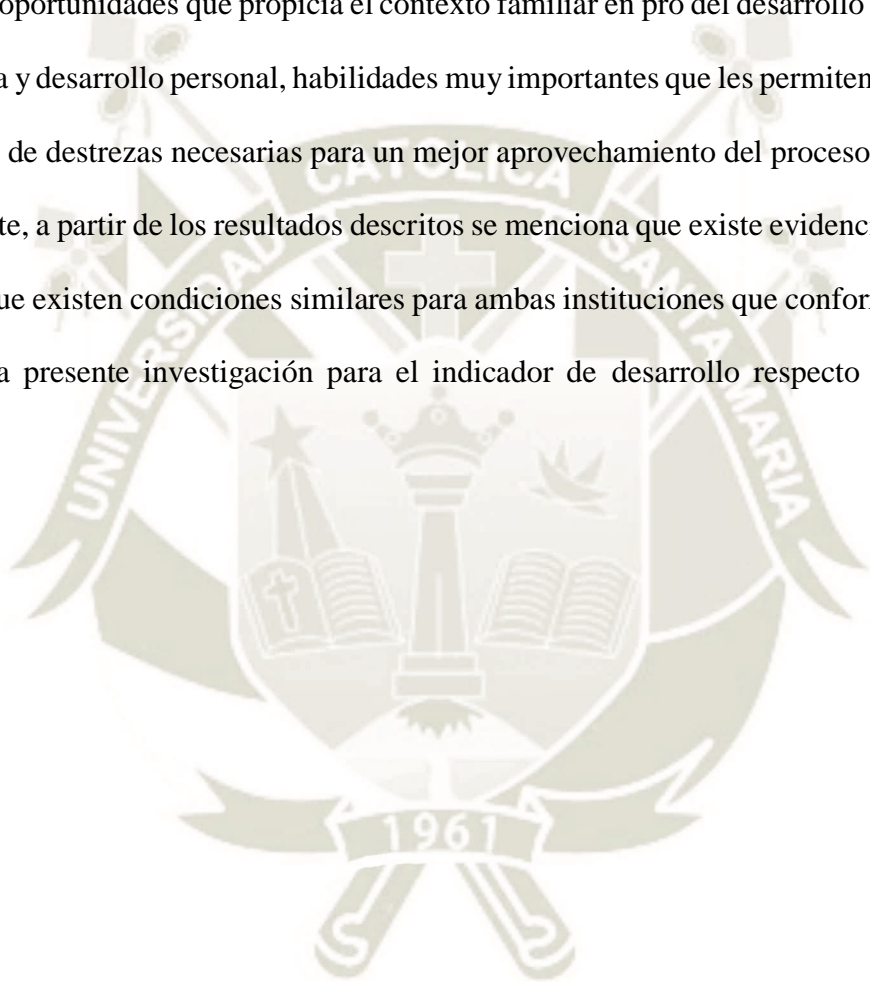 oportunidades que propicia el contexto familiar en pro del desarrollo
a y desarrollo personal, habilidades muy importantes que les permiten
de destrezas necesarias para un mejor aprovechamiento del proceso
te, a partir de los resultados descritos se menciona que existe
ue existen condiciones similares para ambas instituciones que
a presente investigación para el indicador de desarrollo respecto
UNIVERSIDAD CATOLICA SANTA MARIA
1961